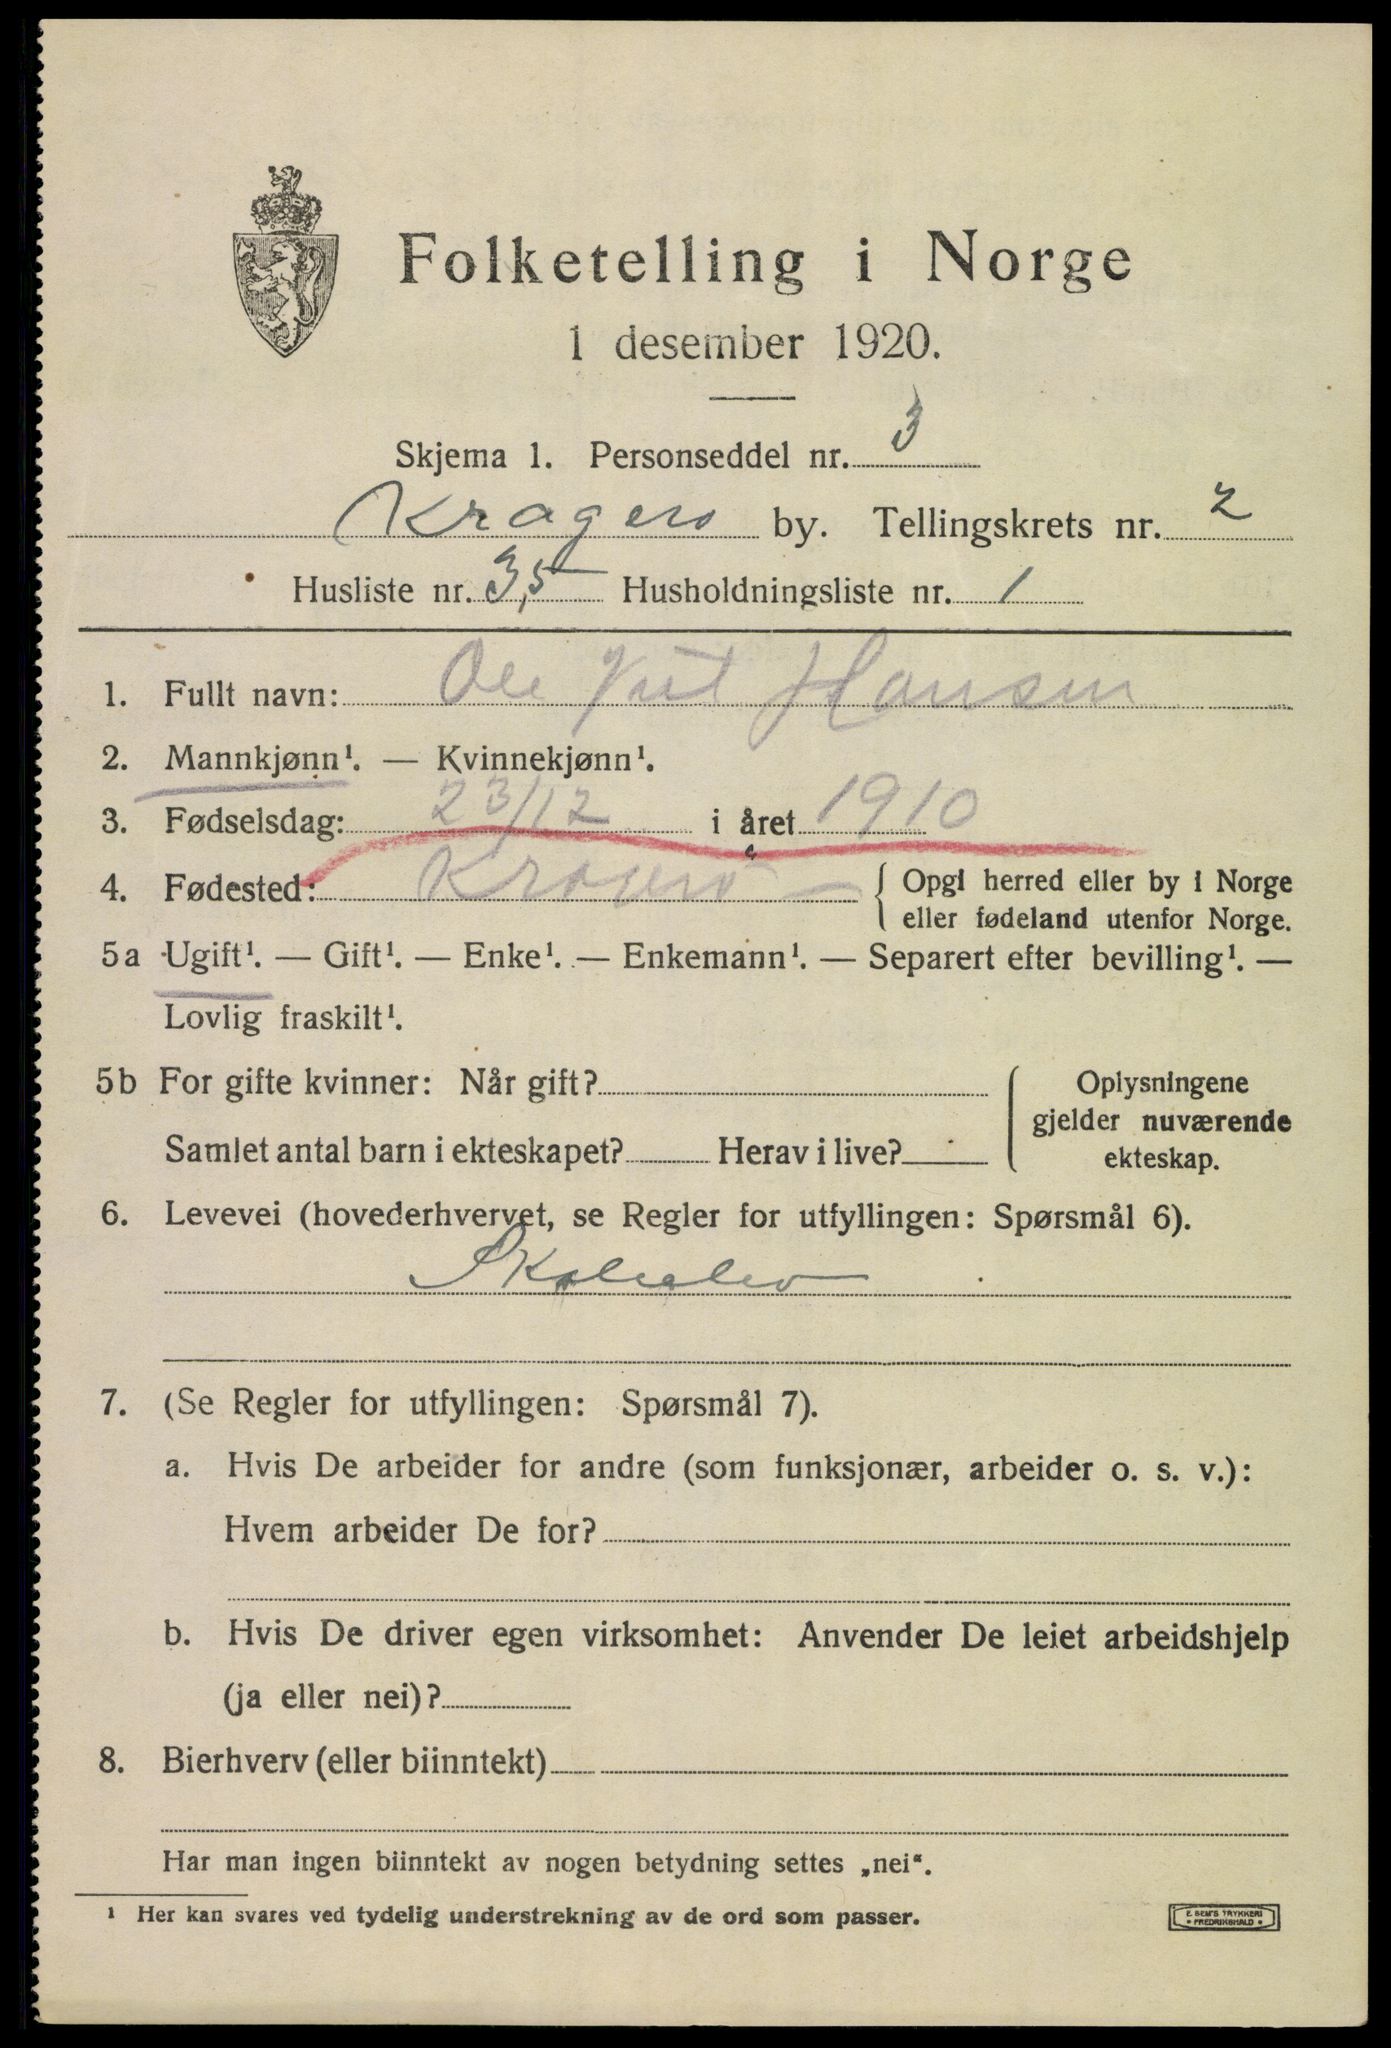 Folketelling i Norge
1 desember 1920.
Skjema 1. Personseddel nr. 3
Kragerø by. Tellingskrets nr. 2
Husliste nr. 35 Husholdningsliste nr. 1
1. Fullt navn: Ole Hansen
2. Mannkjønn¹. — Kvinnekjønn¹.
3. Fødselsdag: 23/12 i året 1910
4. Fødested: Kragerø — { Opgi herred eller by i Norge
eller fødeland utenfor Norge.
5a Ugift¹. — Gift¹. — Enke¹. — Enkemann¹. — Separert efter bevilling¹. —
Lovlig fraskilt¹.
5b For gifte kvinner: Når gift? Oplysningene
gjelder nuværende
Samlet antal barn i ekteskapet? Herav i live? ekteskap.
6. Levevei (hovederhvervet, se Regler for utfyllingen: Spørsmål 6).
Skoleelev
7. (Se Regler for utfyllingen: Spørsmål 7).
a. Hvis De arbeider for andre (som funksjonær, arbeider o. s. v.):
Hvem arbeider De for?
b. Hvis De driver egen virksomhet: Anvender De leiet arbeidshjelp
(ja eller nei)?
8. Bierhverv (eller biinntekt)
Har man ingen biinntekt av nogen betydning settes „nei“.
¹ Her kan svares ved tydelig understrekning av de ord som passer.
E. SEM'S TRYKKERI
• FREDRIKSHALD •